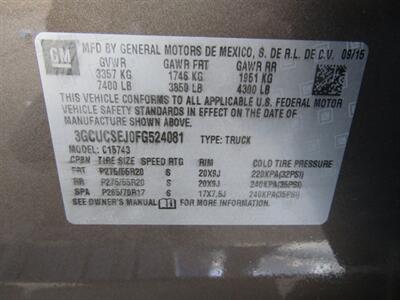 GM
MFD BY GENERAL MOTORS DE MEXICO, S. DE R.L. DE C.V. 09/15
GVWR GAWR FRT GAWR RR
3357 KG 1746 KG 1951 KG
7400 LB 3850 LB 4300 LB
THIS VEHICLE CONFORMS TO ALL APPLICABLE U.S. FEDERAL MOTOR
VEHICLE SAFETY STANDARDS IN EFFECT ON THE DATE OF
MANUFACTURE SHOWN ABOVE.
3GCUCSEJ0FG524081 TYPE: TRUCK
MODEL: C15743
TIRE SIZE SPEED RTG RIM COLD TIRE PRESSURE
FRT P275/55R20 S 20X9J 220KPA(32PSI)
RR P275/55R20 S 20X9J 240KPA(35PSI)
SPA P265/70R17 S 17X7.5J 240KPA(35PSI)
SEE OWNER'S MANUAL FOR ADDITIONAL INFORMATION.